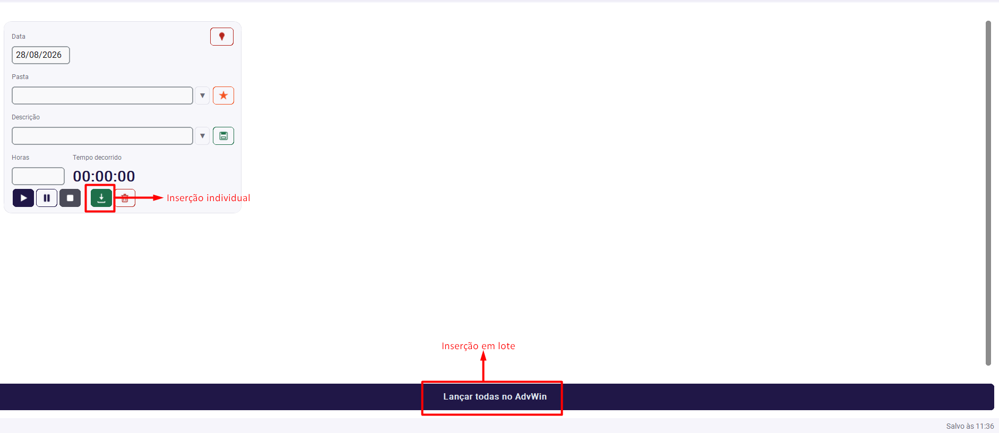 Data
28/08/2026
Pasta
Descrição
Horas
Tempo decorrido
00:00:00
Inserção individual
Inserção em lote
Lançar todas no AdvWin
Salvo às 11:36